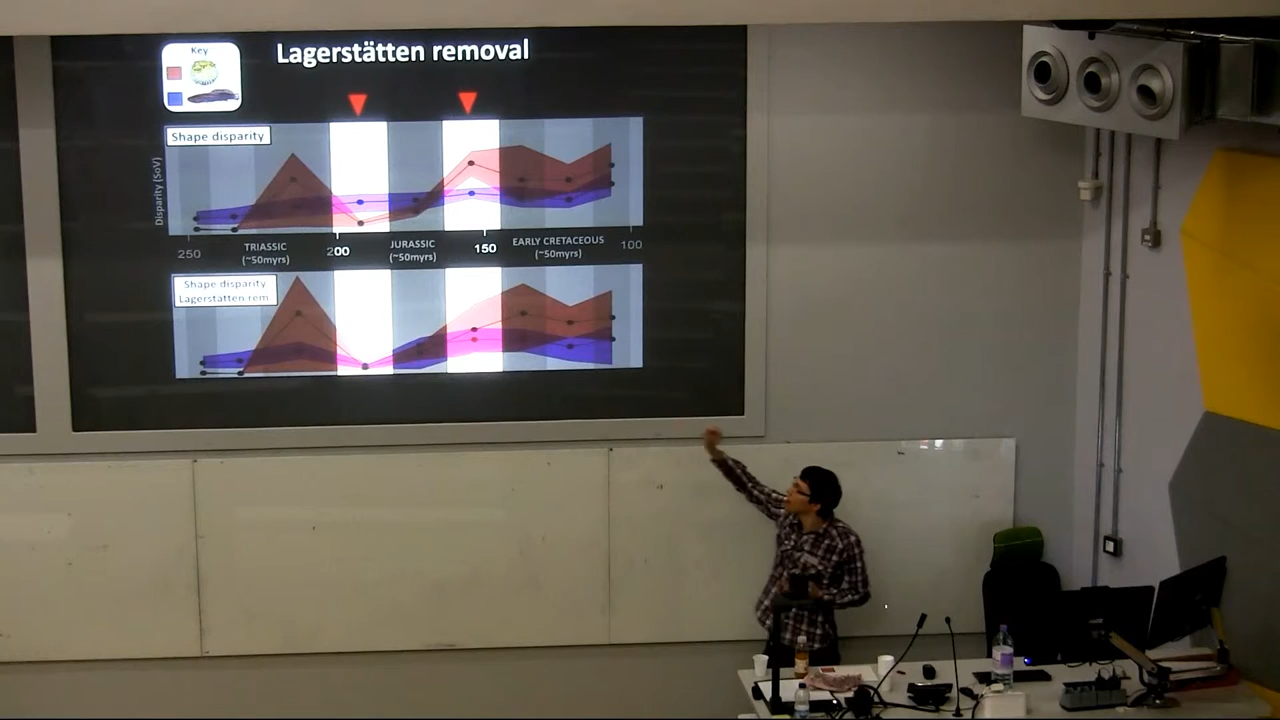 Key
Lagerstätten removal
Shape disparity
Disparity (SoV)
250
TRIASSIC
(~50myrs)
200
JURASSIC
(~50myrs)
150
EARLY CRETACEOUS
(~50myrs)
100
Shape disparity
Lagerstätten rem.